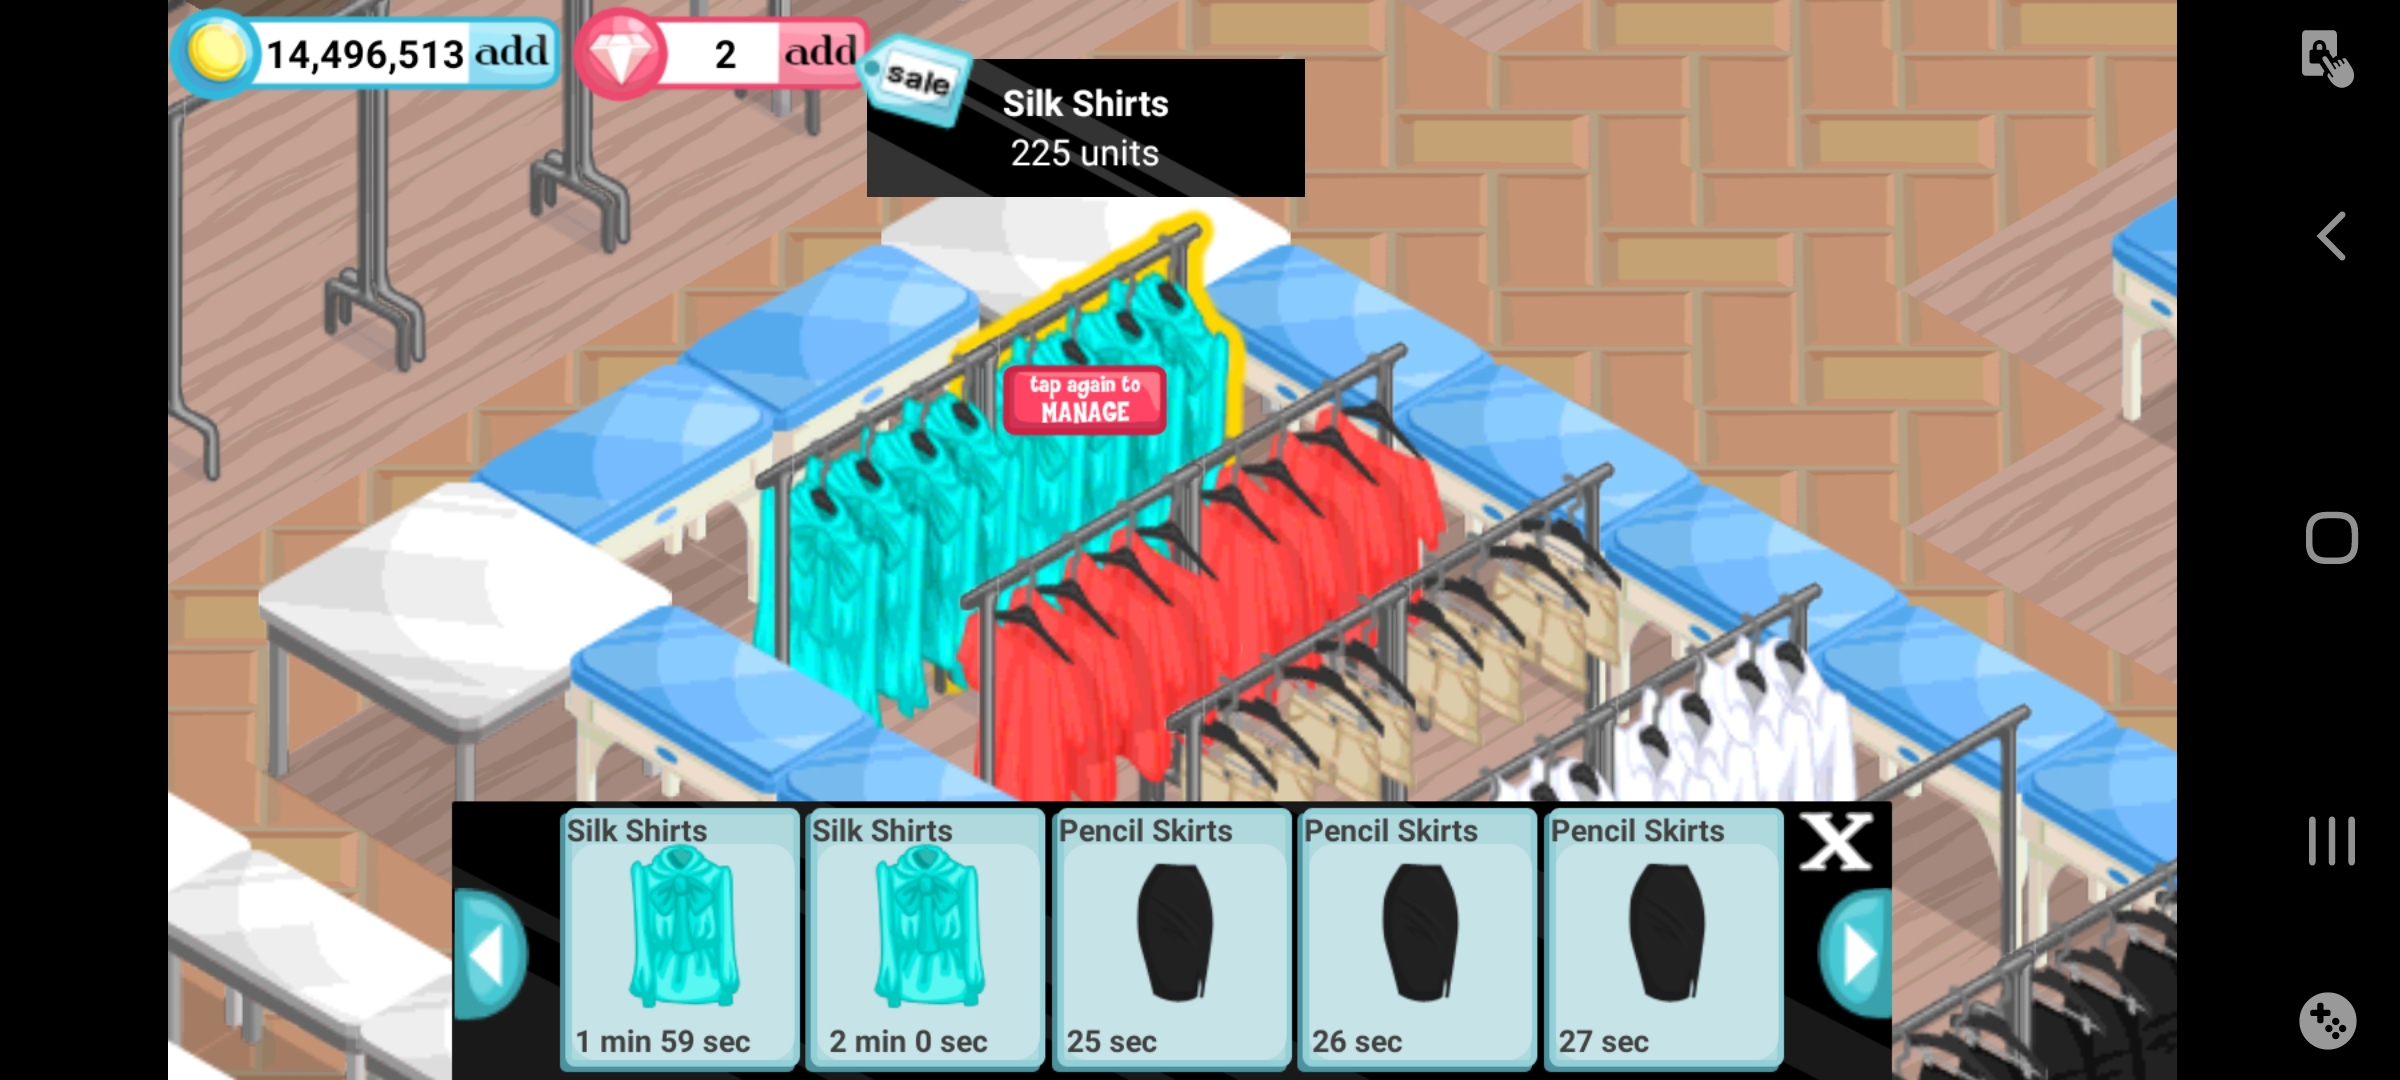 14,496,513 add
2 add
sale
Silk Shirts
225 units
tap again to
MANAGE
Silk Shirts
1 min 59 sec
Silk Shirts
2 min 0 sec
Pencil Skirts
25 sec
Pencil Skirts
26 sec
Pencil Skirts
27 sec
X